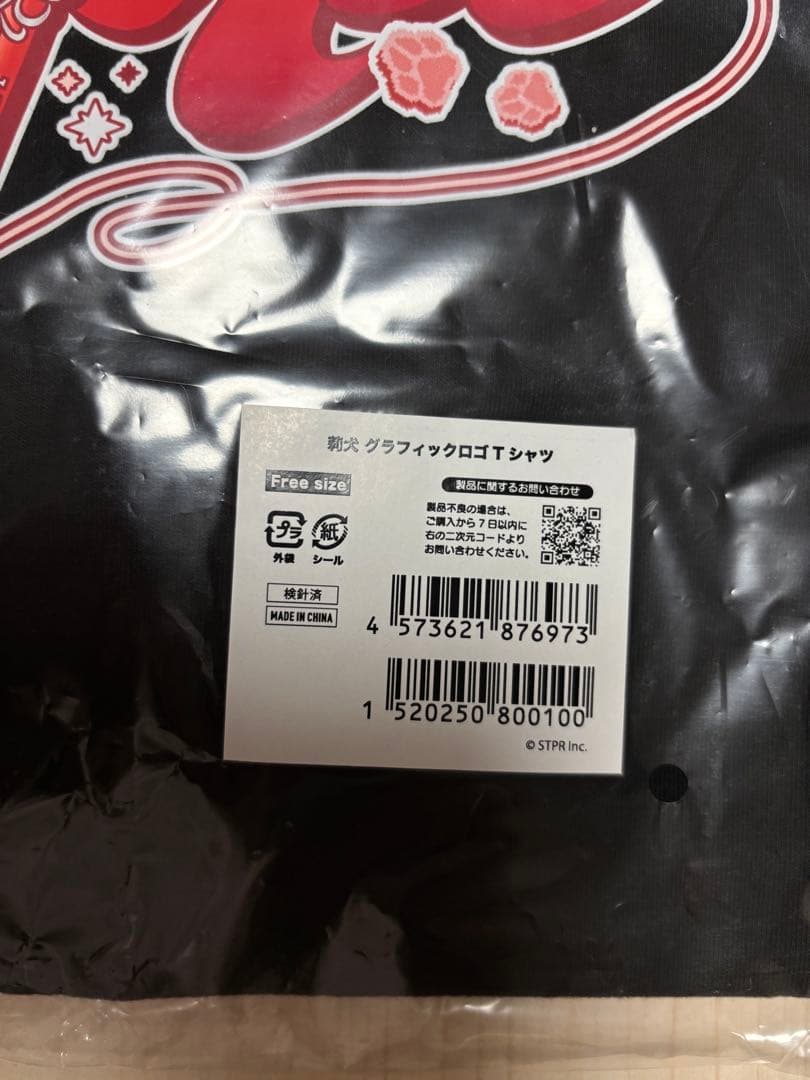 莉犬 グラフィックロゴTシャツ
Free size
製品に関するお問い合わせ
製品不良の場合は、
ご購入から7日以内に
右の二次元コードより
お問い合わせください。
プラ 紙
外袋 シール
検針済
MADE IN CHINA
4 573621 876973
1 520250 800100
© STPR Inc.